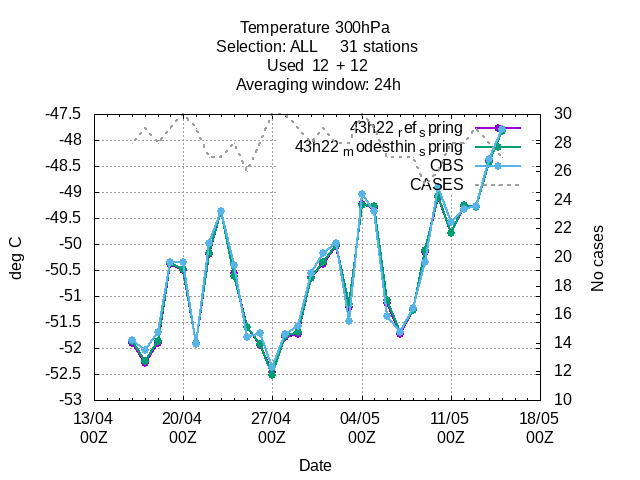 Temperature 300hPa
Selection: ALL 31 stations
Used 12 + 12
Averaging window: 24h
-47.5
-48
-48.5
-49
-49.5
-50
-50.5
-51
-51.5
-52
-52.5
-53
deg C
30
28
26
24
22
20
18
16
14
12
10
No cases
43h22 ref spring
43h22 modesthin spring
OBS
CASES
13/04 20/04 27/04 04/05 11/05 18/05
00Z 00Z 00Z 00Z 00Z 00Z
Date